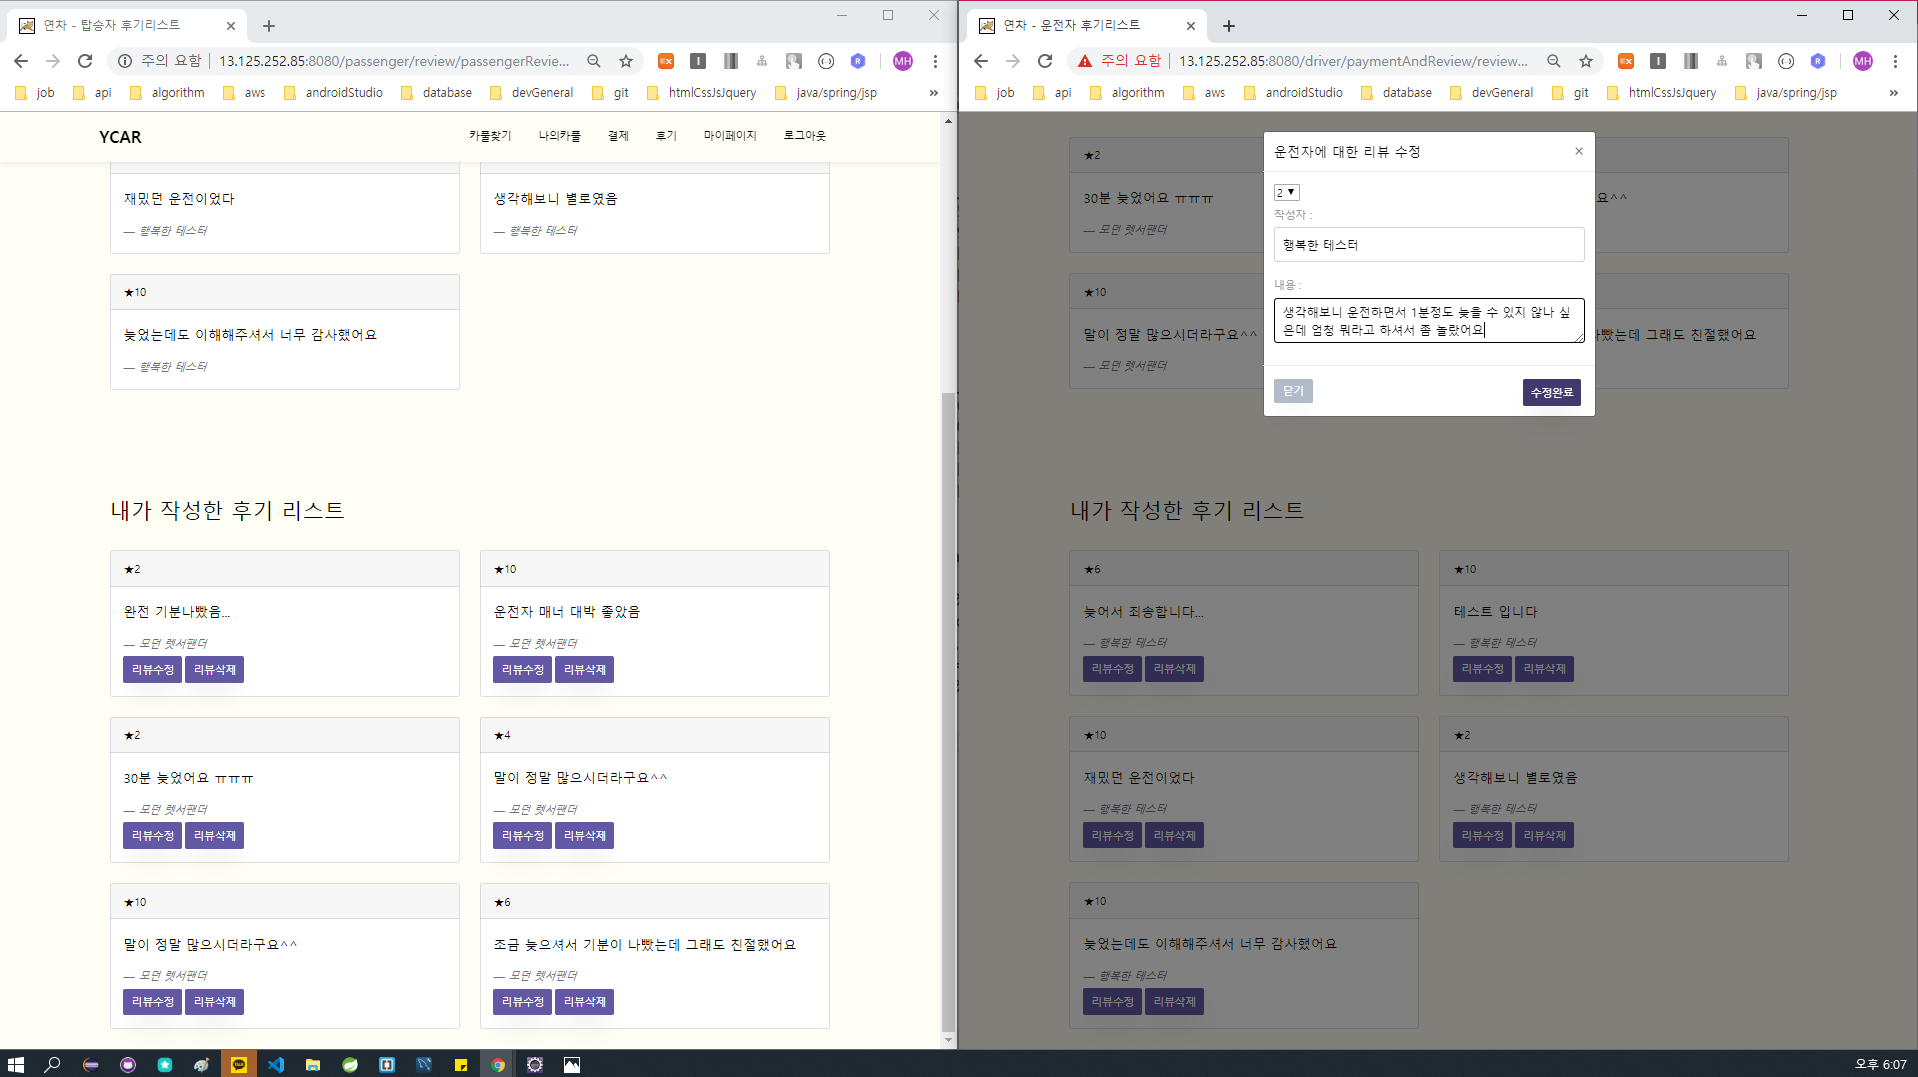 연차 - 탑승자 후기리스트
주의 요함 | 13.125.252.85:8080/passenger/review/passengerRevie...
MH
job api algorithm aws androidStudio database devGeneral git htmlCssJsJquery java/spring/jsp »
YCAR 카풀찾기 나의카풀 결제 후기 마이페이지 로그아웃
재밌던 운전이었다
— 행복한 테스터
생각해보니 별로였음
— 행복한 테스터
★10
늦었는데도 이해해주셔서 너무 감사했어요
— 행복한 테스터
내가 작성한 후기 리스트
★2
완전 기분나빴음...
— 모던 렛서팬더
리뷰수정 리뷰삭제
★10
운전자 매너 대박 좋았음
— 모던 렛서팬더
리뷰수정 리뷰삭제
★2
30분 늦었어요 ㅠㅠㅠ
— 모던 렛서팬더
리뷰수정 리뷰삭제
★4
말이 정말 많으시더라구요^^
— 모던 렛서팬더
리뷰수정 리뷰삭제
★10
말이 정말 많으시더라구요^^
— 모던 렛서팬더
리뷰수정 리뷰삭제
★6
조금 늦으셔서 기분이 나빴는데 그래도 친절했어요
— 모던 렛서팬더
리뷰수정 리뷰삭제
연차 - 운전자 후기리스트
주의 요함 | 13.125.252.85:8080/driver/paymentAndReview/review...
MH
job api algorithm aws androidStudio database devGeneral git htmlCssJsJquery java/spring/jsp »
★2
30분 늦었어요 ㅠㅠㅠ
— 모던 렛서팬더
요^^
★10
말이 정말 많으시더라구요^^
— 모던 렛서팬더
빴는데 그래도 친절했어요
운전자에 대한 리뷰 수정 ×
2
작성자 :
행복한 테스터
내용 :
생각해보니 운전하면서 1분정도 늦을 수 있지 않나 싶
은데 엄청 뭐라고 하셔서 좀 놀랐어요
닫기 수정완료
내가 작성한 후기 리스트
★6
늦어서 죄송합니다...
— 행복한 테스터
리뷰수정 리뷰삭제
★10
테스트 입니다
— 행복한 테스터
리뷰수정 리뷰삭제
★10
재밌던 운전이었다
— 행복한 테스터
리뷰수정 리뷰삭제
★2
생각해보니 별로였음
— 행복한 테스터
리뷰수정 리뷰삭제
★10
늦었는데도 이해해주셔서 너무 감사했어요
— 행복한 테스터
리뷰수정 리뷰삭제
오후 6:07